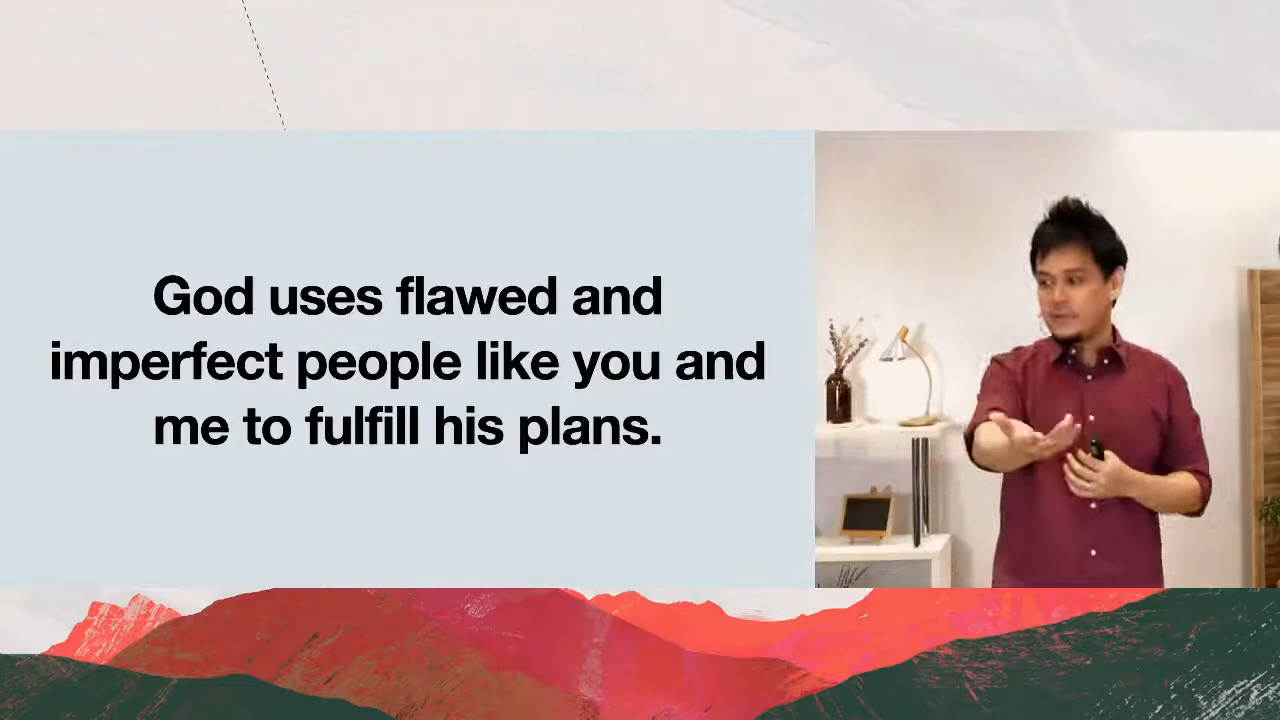 God uses flawed and
imperfect people like you and
me to fulfill his plans.